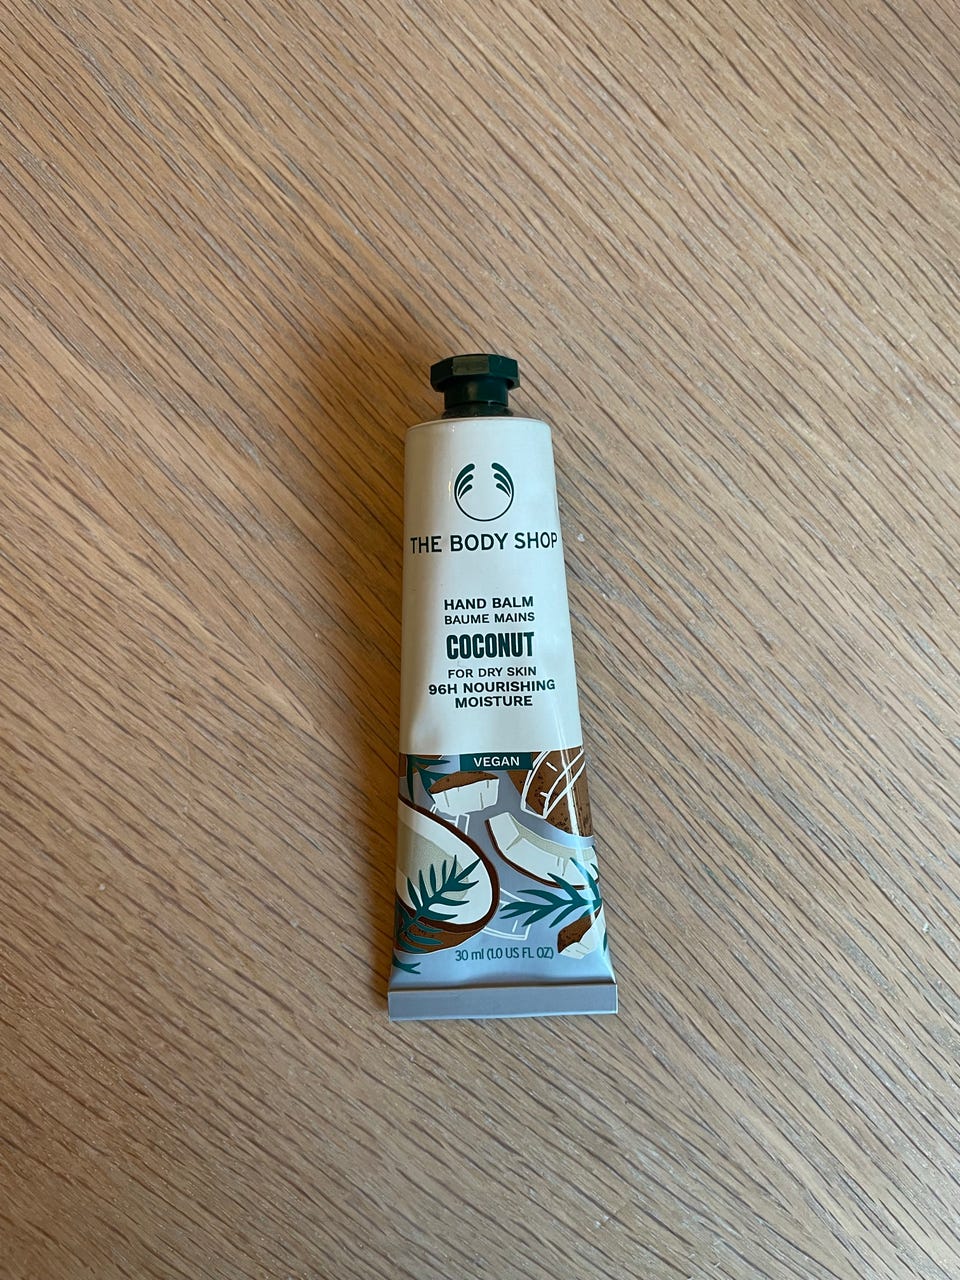 THE BODY SHOP
HAND BALM
BAUME MAINS
COCONUT
FOR DRY SKIN
96H NOURISHING
MOISTURE
VEGAN
30 ml (1.0 US FL OZ)